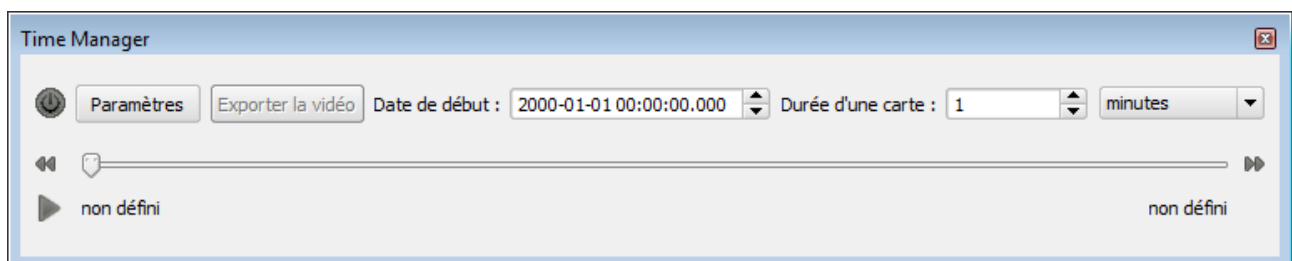 Time Manager
Paramètres Exporter la vidéo Date de début : 2000-01-01 00:00:00.000 Durée d'une carte : 1 minutes
non défini non défini